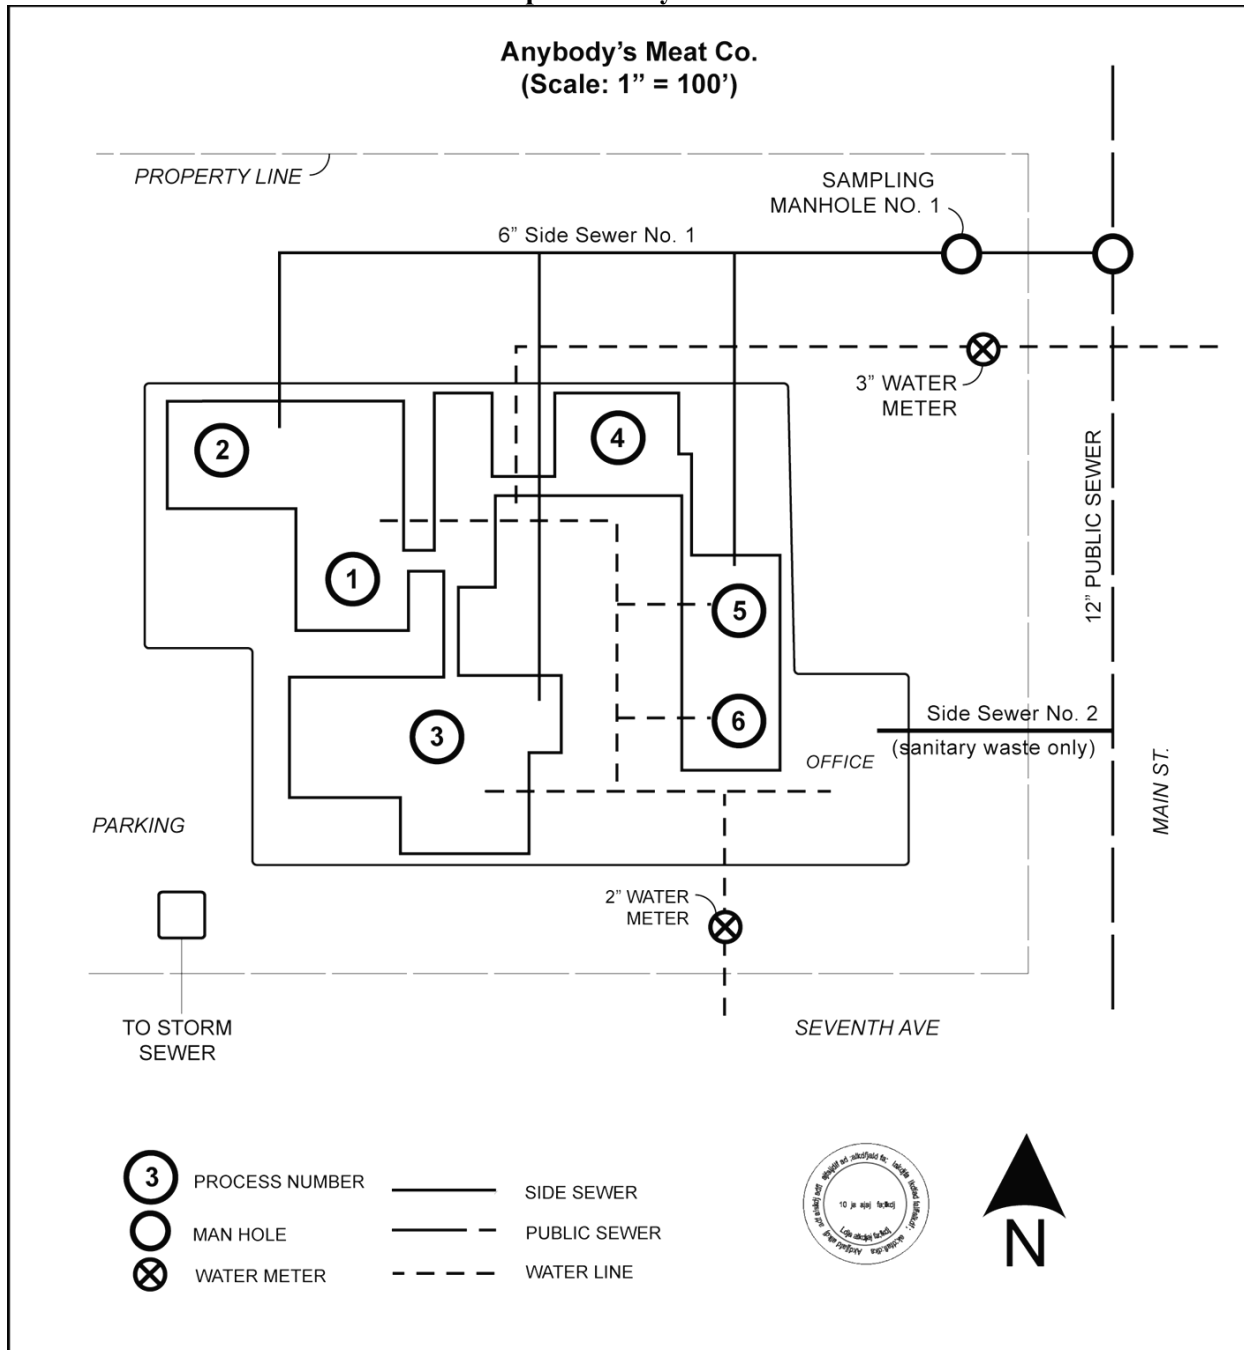 Anybody's Meat Co.
(Scale: 1” = 100’)
PROPERTY LINE
SAMPLING
MANHOLE NO. 1
6” Side Sewer No. 1
3” WATER
METER
2
4
1
5
12” PUBLIC SEWER
3
6
Side Sewer No. 2
(sanitary waste only)
OFFICE
MAIN ST.
PARKING
2” WATER
METER
TO STORM
SEWER
SEVENTH AVE
3 PROCESS NUMBER
SIDE SEWER
MAN HOLE
PUBLIC SEWER
WATER METER
WATER LINE
N